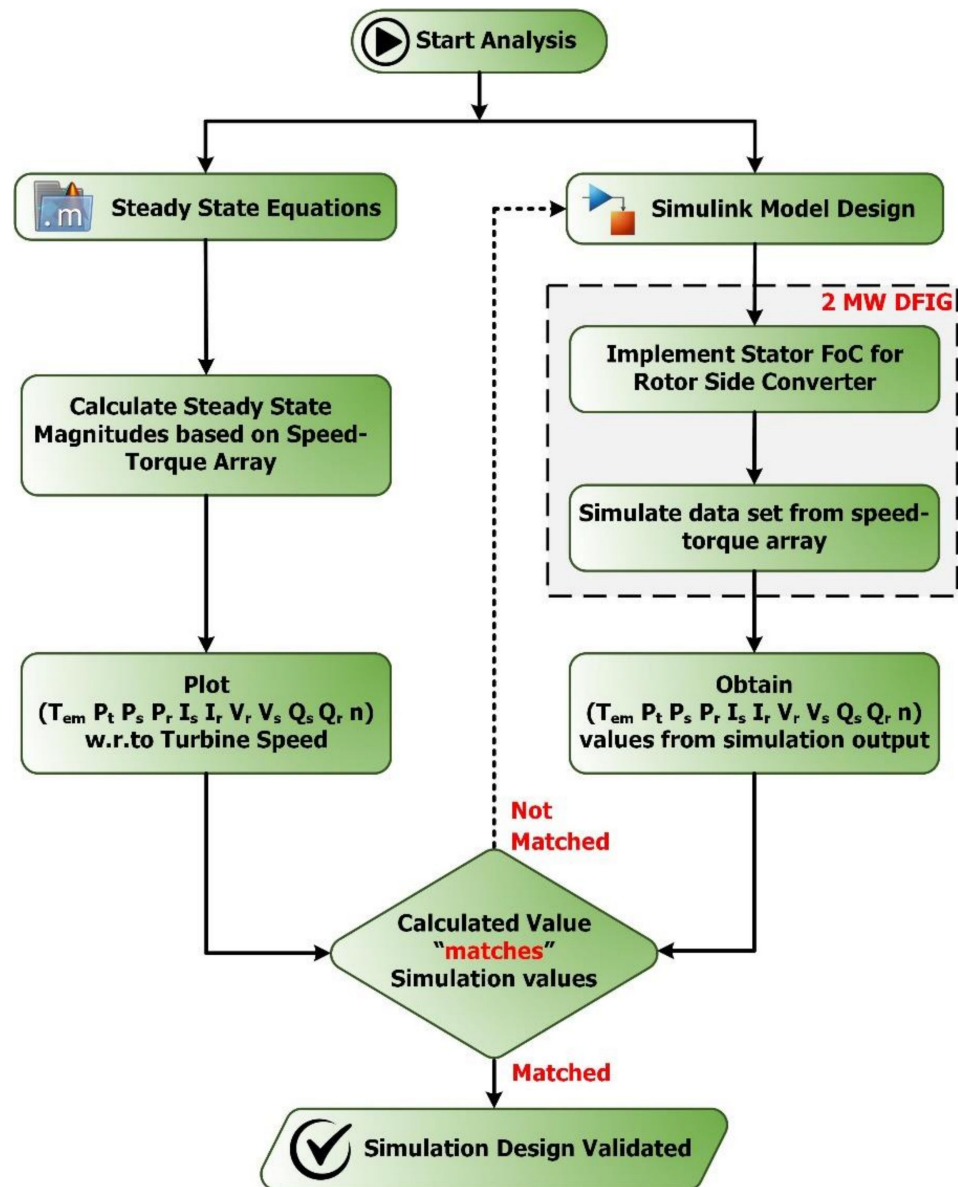 Start Analysis
Steady State Equations
.m
Calculate Steady State
Magnitudes based on Speed-
Torque Array
Plot
(Tem Pt Ps Pr Is Ir Vr Vs Qs Qr n)
w.r.to Turbine Speed
Simulink Model Design
2 MW DFIG
Implement Stator FoC for
Rotor Side Converter
Simulate data set from speed-
torque array
Obtain
(Tem Pt Ps Pr Is Ir Vr Vs Qs Qr n)
values from simulation output
Not
Matched
Calculated Value
“matches”
Simulation values
Matched
Simulation Design Validated